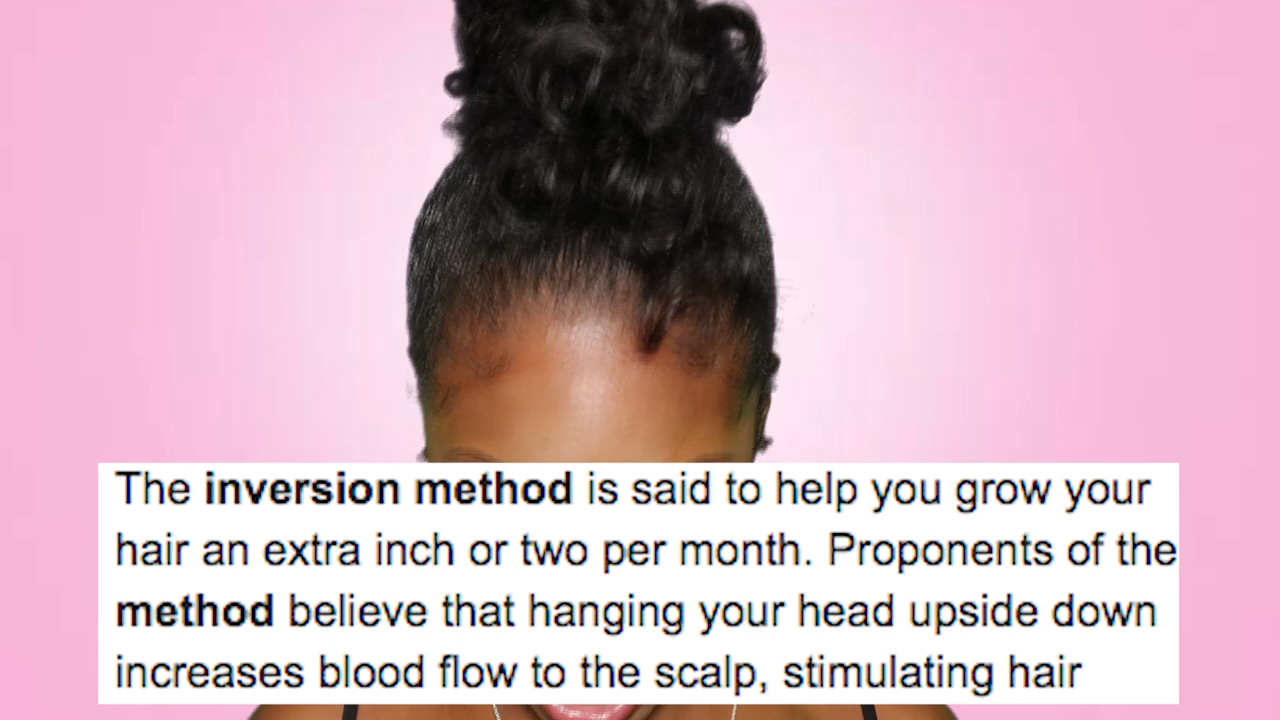 The inversion method is said to help you grow your
hair an extra inch or two per month. Proponents of the
method believe that hanging your head upside down
increases blood flow to the scalp, stimulating hair